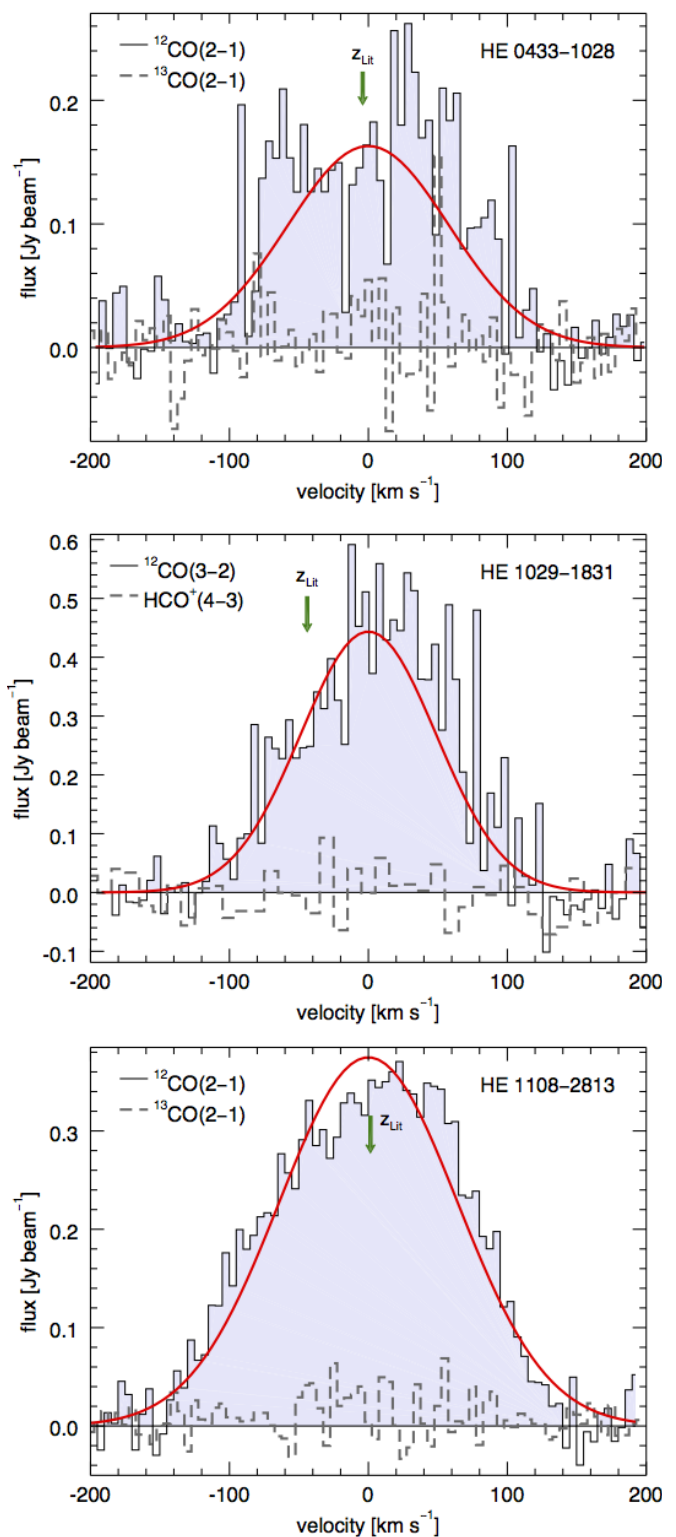 ¹²CO(2−1)
¹³CO(2−1)
z_Lit
HE 0433−1028
0.2
0.1
0.0
flux [Jy beam⁻¹]
-200 -100 0 100 200
velocity [km s⁻¹]
¹²CO(3−2)
HCO⁺(4−3)
z_Lit
HE 1029−1831
0.6
0.5
0.4
0.3
0.2
0.1
0.0
-0.1
flux [Jy beam⁻¹]
-200 -100 0 100 200
velocity [km s⁻¹]
¹²CO(2−1)
¹³CO(2−1)
HE 1108−2813
z_Lit
0.3
0.2
0.1
0.0
flux [Jy beam⁻¹]
-200 -100 0 100 200
velocity [km s⁻¹]